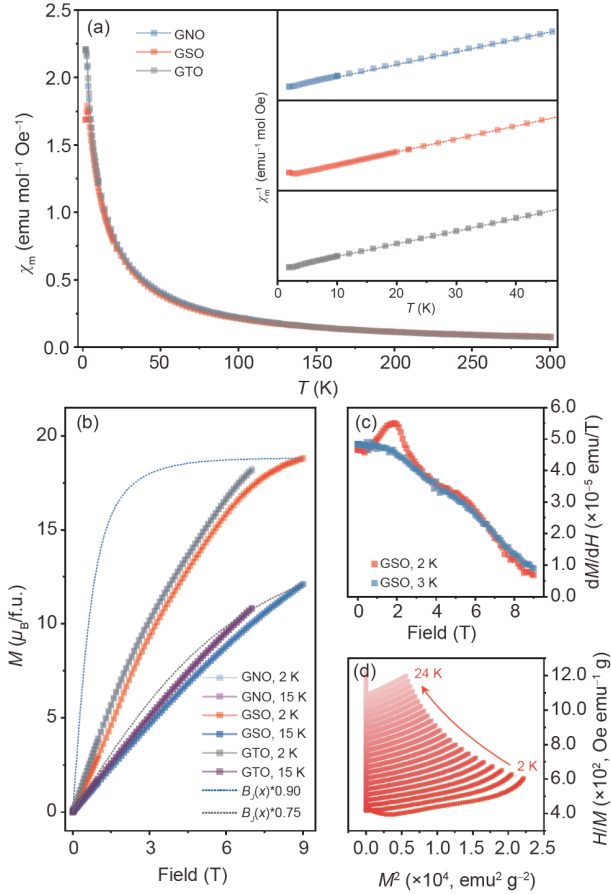 (a)
GNO
GSO
GTO
χm (emu mol⁻¹ Oe⁻¹)
2.5
2.0
1.5
1.0
0.5
0.0
0 50 100 150 200 250 300
T (K)
χm⁻¹ (emu⁻¹ mol Oe)
0 10 20 30 40
T (K)
(b)
M (μB/f.u.)
20
15
10
5
0
0 3 6 9
Field (T)
GNO, 2 K
GNO, 15 K
GSO, 2 K
GSO, 15 K
GTO, 2 K
GTO, 15 K
BJ(x)*0.90
BJ(x)*0.75
(c)
6.0
5.0
4.0
3.0
2.0
1.0
0.0
dM/dH (×10⁻⁵ emu/T)
GSO, 2 K
GSO, 3 K
0 2 4 6 8
Field (T)
(d)
24 K
2 K
12.0
10.0
8.0
6.0
4.0
2.0
H/M (×10², Oe emu⁻¹ g)
0.0 0.5 1.0 1.5 2.0 2.5
M² (×10⁴, emu² g⁻²)